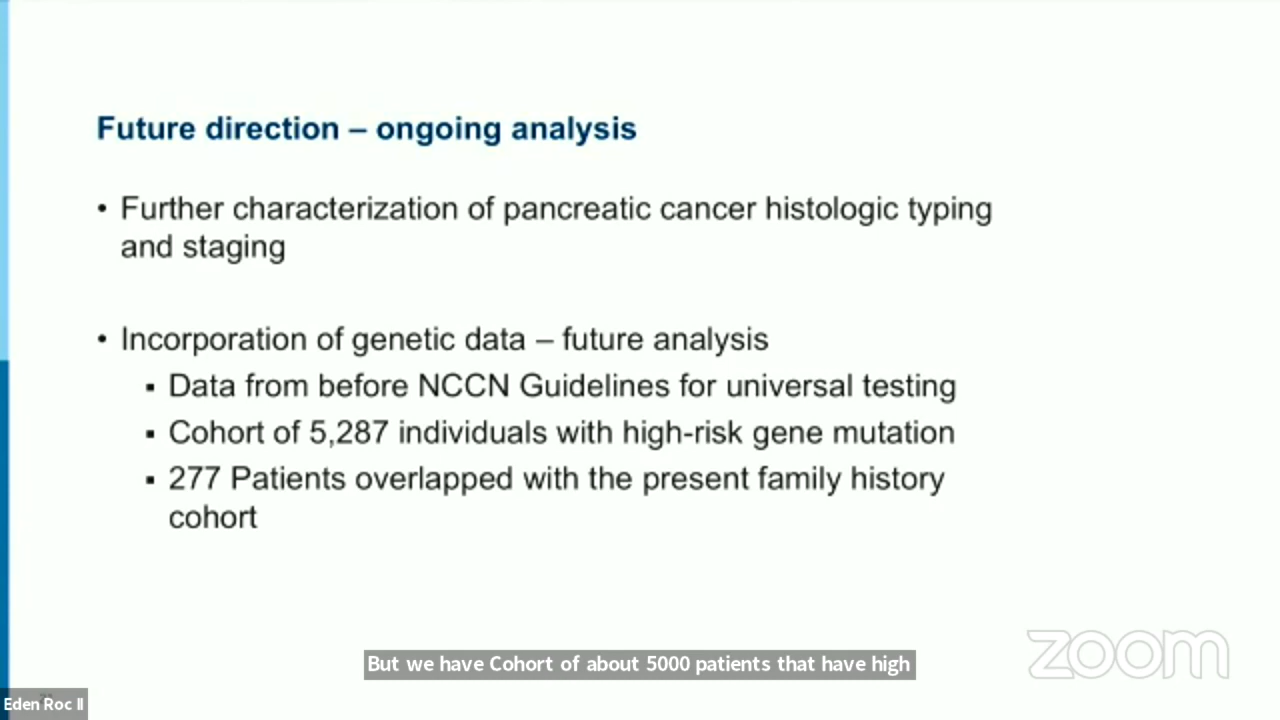 Future direction – ongoing analysis
• Further characterization of pancreatic cancer histologic typing
and staging
• Incorporation of genetic data – future analysis
▪ Data from before NCCN Guidelines for universal testing
▪ Cohort of 5,287 individuals with high-risk gene mutation
▪ 277 Patients overlapped with the present family history
cohort
But we have Cohort of about 5000 patients that have high
zoom
Eden Roc II